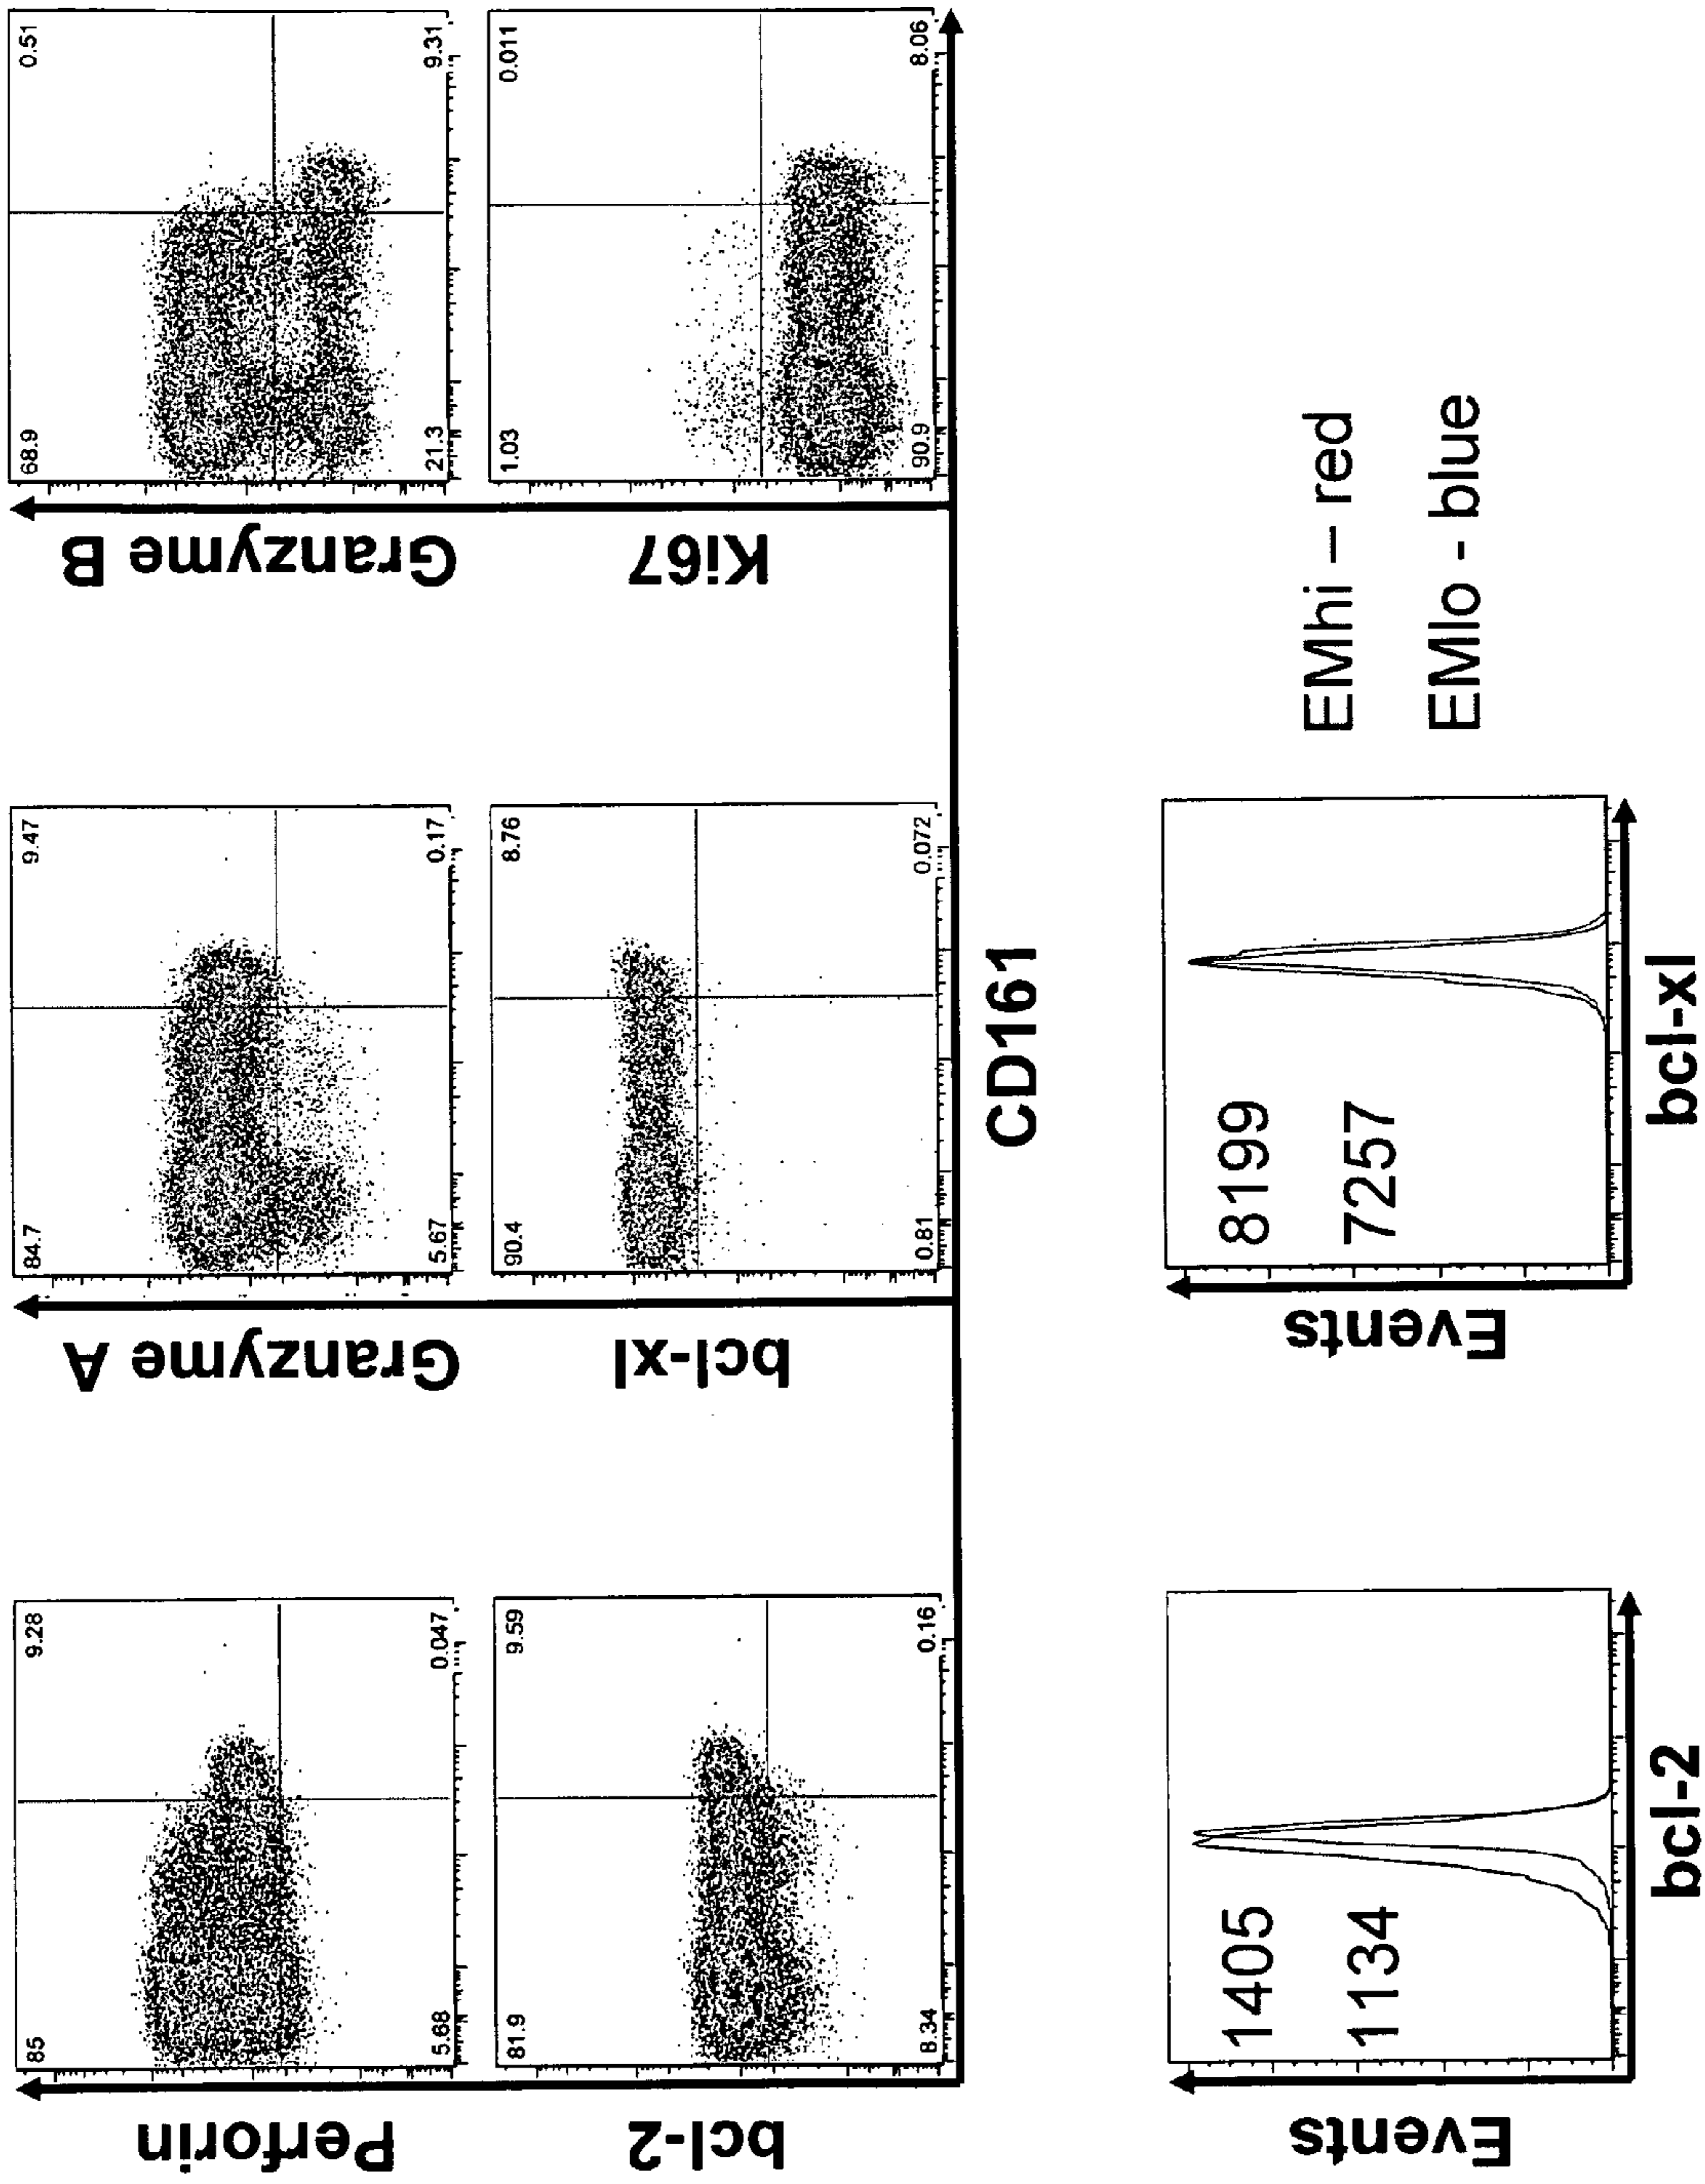 Perforin
85
9.28
5.68
0.047
Granzyme A
84.7
9.47
5.67
0.17
Granzyme B
68.9
0.51
21.3
9.31
bcl-2
81.9
9.59
8.34
0.16
bcl-xl
90.4
8.76
0.81
0.072
Ki67
1.03
0.011
90.9
8.06
CD161
Events
1405
1134
bcl-2
Events
8199
7257
bcl-xl
EMhi – red
EMlo - blue